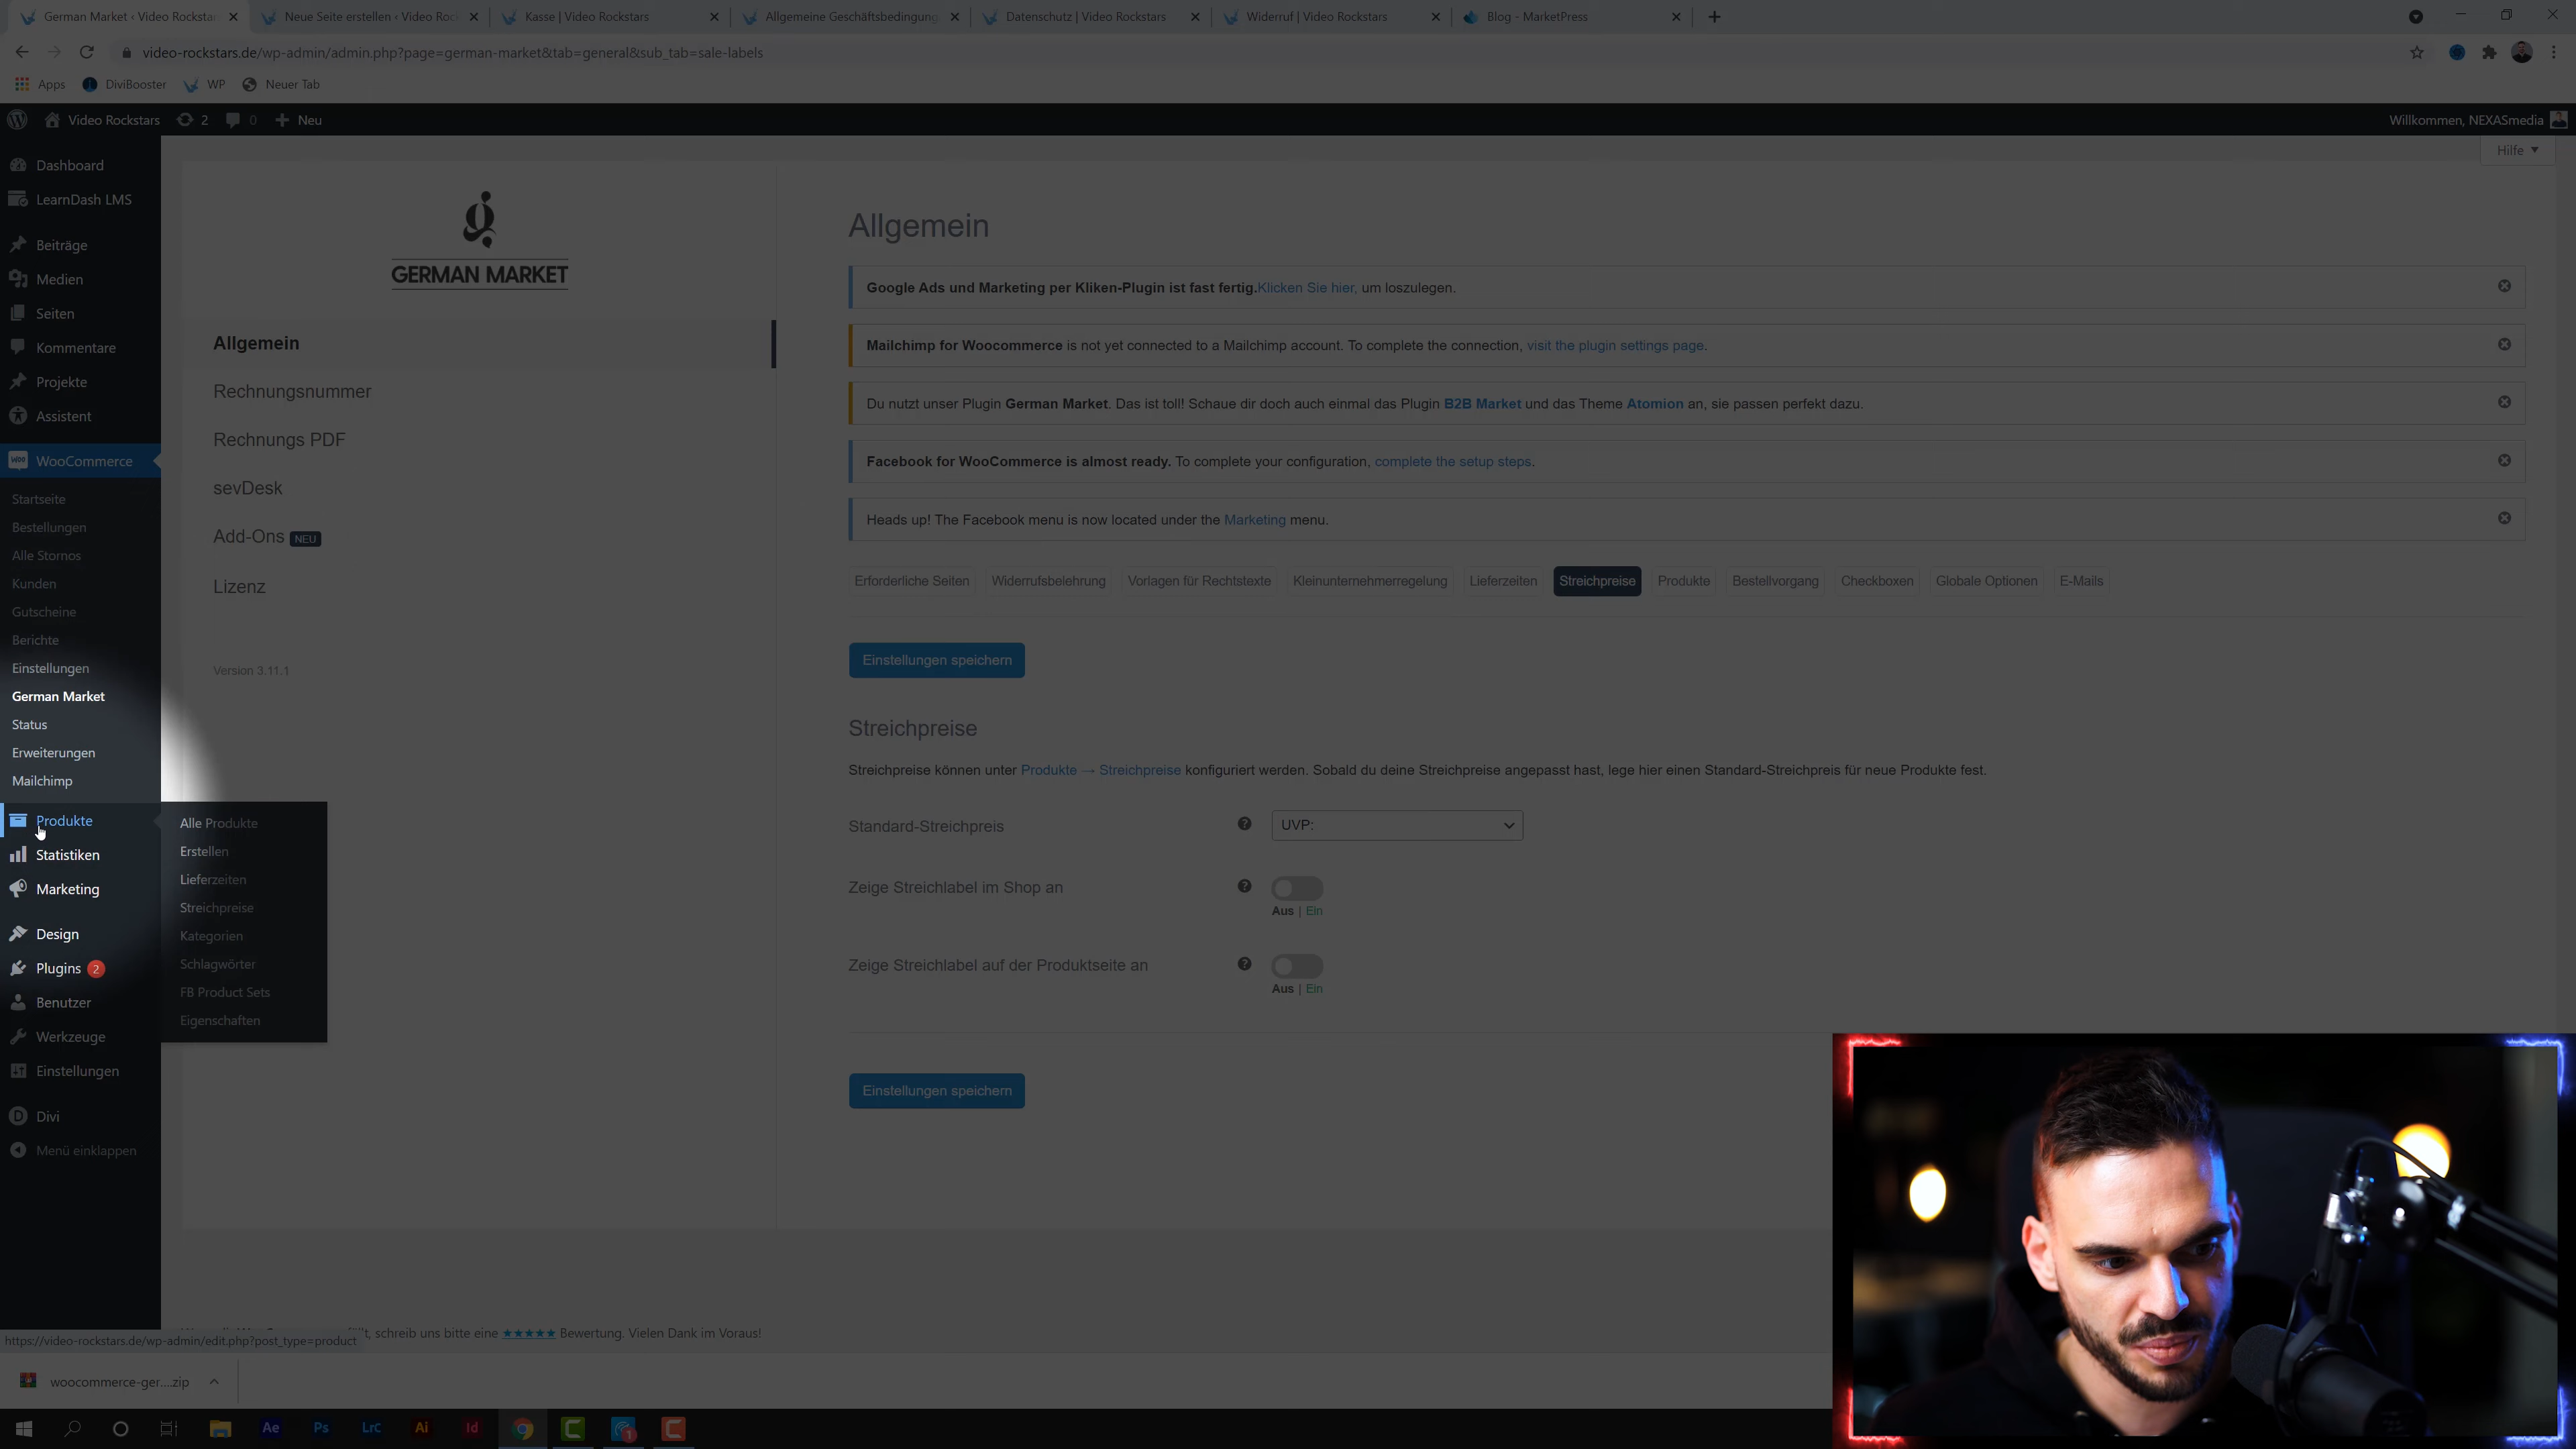 German Market ‹ Video Rockstar
Neue Seite erstellen ‹ Video Roc
Kasse | Video Rockstars
Allgemeine Geschäftsbedingung
Datenschutz | Video Rockstars
Widerruf | Video Rockstars
Blog - MarketPress
video-rockstars.de/wp-admin/admin.php?page=german-market&tab=general&sub_tab=sale-labels
Apps
DiviBooster
WP
Neuer Tab
Video Rockstars
2
0
Neu
Willkommen, NEXASmedia
Hilfe
Dashboard
LearnDash LMS
Beiträge
Medien
Seiten
Kommentare
Projekte
Assistent
WooCommerce
Startseite
Bestellungen
Alle Stornos
Kunden
Gutscheine
Berichte
Einstellungen
German Market
Status
Erweiterungen
Mailchimp
Produkte
Statistiken
Marketing
Design
Plugins 2
Benutzer
Werkzeuge
Einstellungen
Divi
Menü einklappen
Alle Produkte
Erstellen
Lieferzeiten
Streichpreise
Kategorien
Schlagwörter
FB Product Sets
Eigenschaften
GERMAN MARKET
Allgemein
Rechnungsnummer
Rechnungs PDF
sevDesk
Add-Ons NEU
Lizenz
Version 3.11.1
Allgemein
Google Ads und Marketing per Kliken-Plugin ist fast fertig.Klicken Sie hier, um loszulegen.
Mailchimp for Woocommerce is not yet connected to a Mailchimp account. To complete the connection, visit the plugin settings page.
Du nutzt unser Plugin German Market. Das ist toll! Schaue dir doch auch einmal das Plugin B2B Market und das Theme Atomion an, sie passen perfekt dazu.
Facebook for WooCommerce is almost ready. To complete your configuration, complete the setup steps.
Heads up! The Facebook menu is now located under the Marketing menu.
Erforderliche Seiten
Widerrufsbelehrung
Vorlagen für Rechtstexte
Kleinunternehmerregelung
Lieferzeiten
Streichpreise
Produkte
Bestellvorgang
Checkboxen
Globale Optionen
E-Mails
Einstellungen speichern
Streichpreise
Streichpreise können unter Produkte → Streichpreise konfiguriert werden. Sobald du deine Streichpreise angepasst hast, lege hier einen Standard-Streichpreis für neue Produkte fest.
Standard-Streichpreis
UVP:
Zeige Streichlabel im Shop an
Aus | Ein
Zeige Streichlabel auf der Produktseite an
Aus | Ein
Einstellungen speichern
t, schreib uns bitte eine ★★★★★ Bewertung. Vielen Dank im Voraus!
https://video-rockstars.de/wp-admin/edit.php?post_type=product
woocommerce-ger....zip
Ae
Ps
LrC
Ai
Id
1